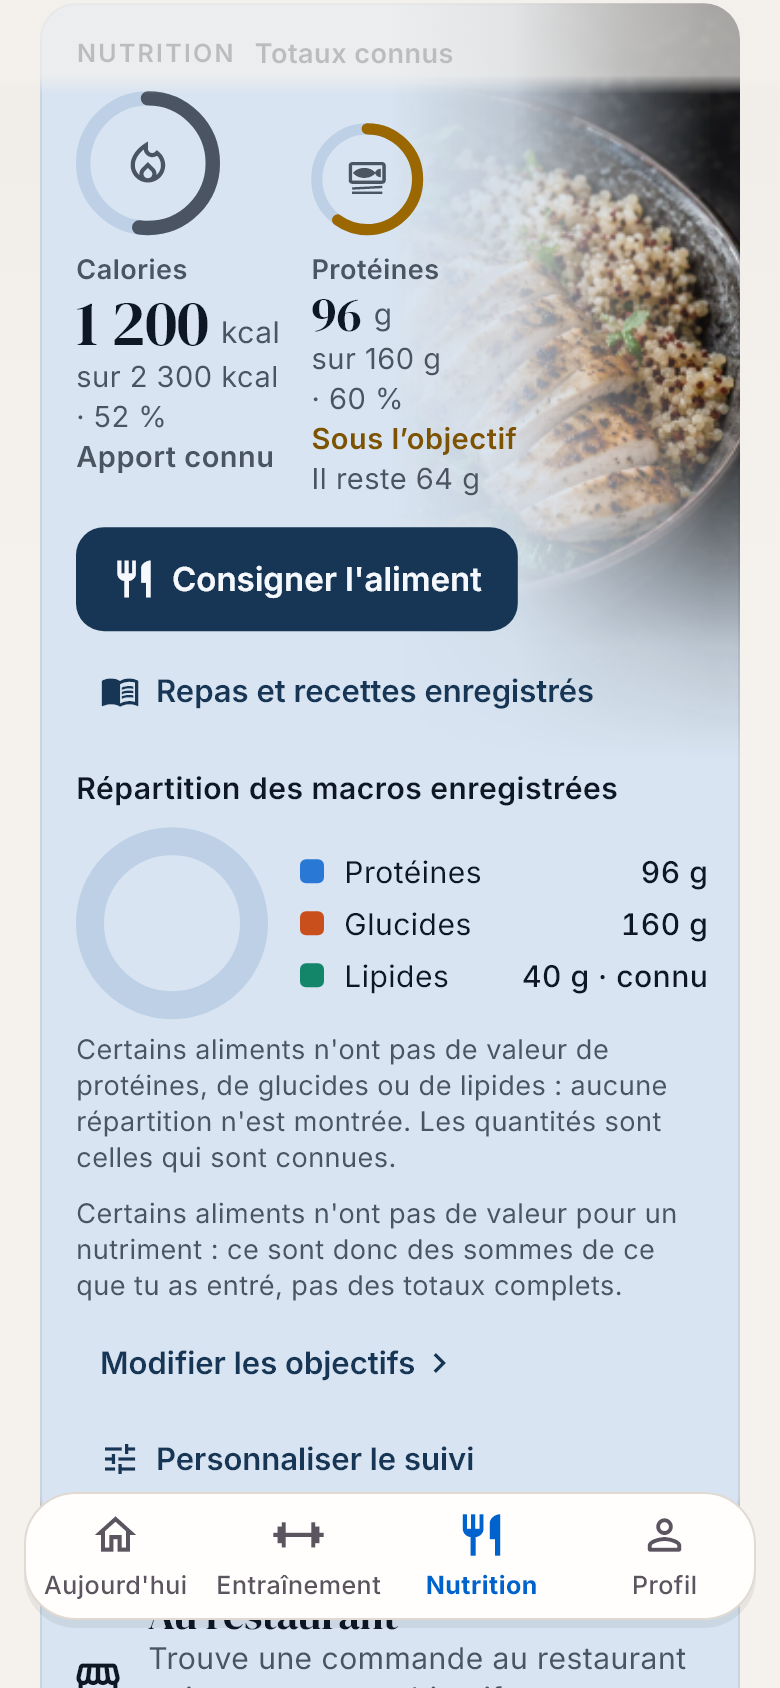 NUTRITION Totaux connus
Calories
1 200 kcal
sur 2 300 kcal
· 52 %
Apport connu
Protéines
96 g
sur 160 g
· 60 %
Sous l’objectif
Il reste 64 g
Consigner l'aliment
Repas et recettes enregistrés
Répartition des macros enregistrées
Protéines 96 g
Glucides 160 g
Lipides 40 g · connu
Certains aliments n'ont pas de valeur de
protéines, de glucides ou de lipides : aucune
répartition n'est montrée. Les quantités sont
celles qui sont connues.
Certains aliments n'ont pas de valeur pour un
nutriment : ce sont donc des sommes de ce
que tu as entré, pas des totaux complets.
Modifier les objectifs
Personnaliser le suivi
Aujourd'hui Entraînement Nutrition Profil
Au restaurant
Trouve une commande au restaurant